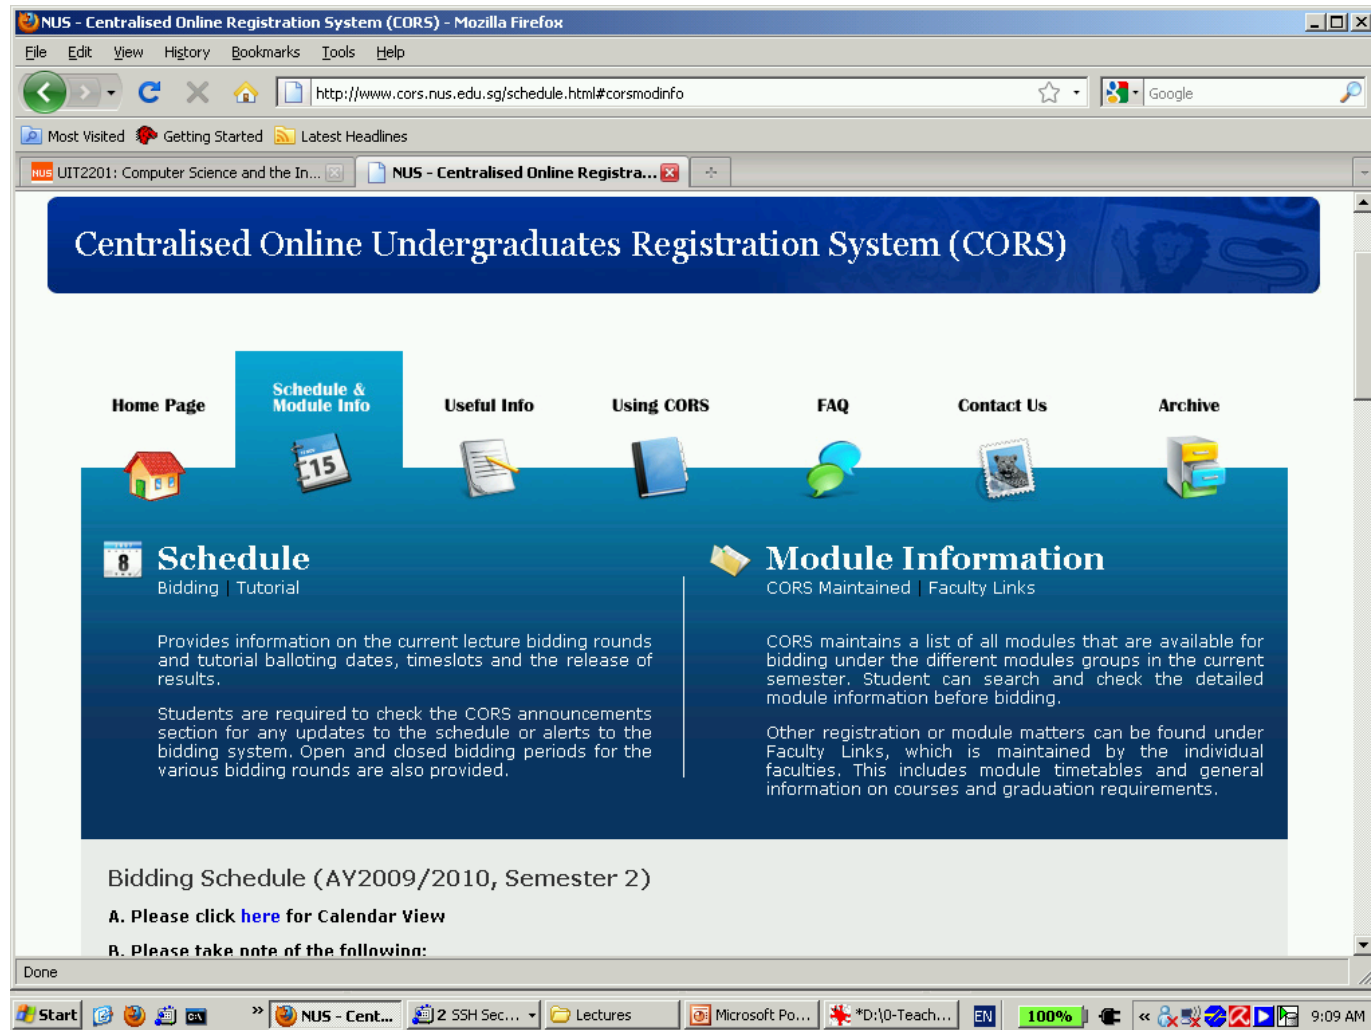 NUS - Centralised Online Registration System (CORS) - Mozilla Firefox
File Edit View History Bookmarks Tools Help
http://www.cors.nus.edu.sg/schedule.html#corsmodinfo
Google
Most Visited Getting Started Latest Headlines
NUS UIT2201: Computer Science and the In... NUS - Centralised Online Registra...
Centralised Online Undergraduates Registration System (CORS)
Home Page
Schedule &
Module Info
Useful Info
Using CORS
FAQ
Contact Us
Archive
15
8
Schedule
Bidding | Tutorial
Provides information on the current lecture bidding rounds
and tutorial balloting dates, timeslots and the release of
results.
Students are required to check the CORS announcements
section for any updates to the schedule or alerts to the
bidding system. Open and closed bidding periods for the
various bidding rounds are also provided.
Module Information
CORS Maintained | Faculty Links
CORS maintains a list of all modules that are available for
bidding under the different modules groups in the current
semester. Student can search and check the detailed
module information before bidding.
Other registration or module matters can be found under
Faculty Links, which is maintained by the individual
faculties. This includes module timetables and general
information on courses and graduation requirements.
Bidding Schedule (AY2009/2010, Semester 2)
A. Please click here for Calendar View
B. Please take note of the following:
Done
Start » NUS - Cent... 2 SSH Sec... Lectures Microsoft Po... *D:\0-Teach... EN 100% « 9:09 AM